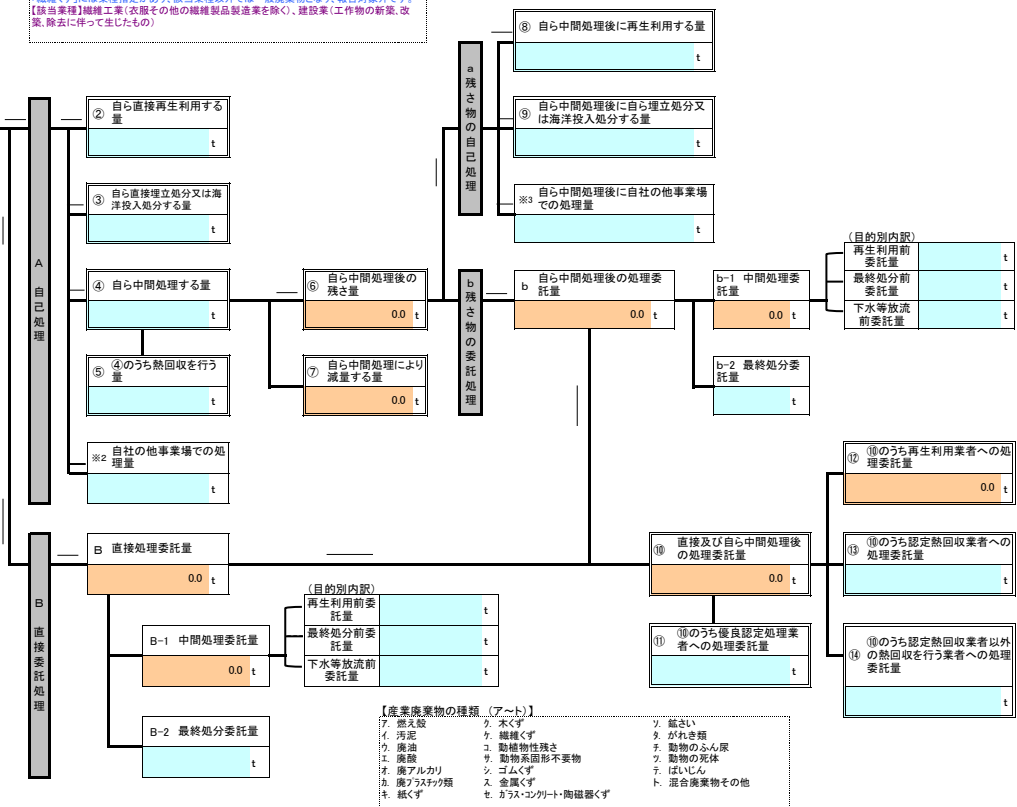 【該当業種】繊維工業（衣服その他の繊維製品製造業を除く）、建設業（工作物の新築、改
築、除去に伴って生じたもの）
⑧ 自ら中間処理後に再生利用する量
t
a 残さ物の自己処理
② 自ら直接再生利用する
量
t
⑨ 自ら中間処理後に自ら埋立処分又
は海洋投入処分する量
t
③ 自ら直接埋立処分又は海
洋投入処分する量
t
※3 自ら中間処理後に自社の他事業場
での処理量
t
A 自己処理
④ 自ら中間処理する量
t
⑥ 自ら中間処理後の
残さ量
0.0 t
b 残さ物の委託処理
b 自ら中間処理後の処理委
託量
0.0 t
b-1 中間処理委
託量
0.0 t
（目的別内訳）
再生利用前
委託量
t
最終処分前
委託量
t
下水等放流
前委託量
t
⑤ ④のうち熱回収を行う
量
t
⑦ 自ら中間処理により
減量する量
0.0 t
b-2 最終処分委
託量
t
※2 自社の他事業場での処
理量
t
⑫ ⑩のうち再生利用業者への処
理委託量
0.0 t
B 直接委託処理
B 直接処理委託量
0.0 t
⑩ 直接及び自ら中間処理後
の処理委託量
0.0 t
⑬ ⑩のうち認定熱回収業者への
処理委託量
t
B-1 中間処理委託量
0.0 t
（目的別内訳）
再生利用前委
託量
t
最終処分前委
託量
t
下水等放流前
委託量
t
⑪ ⑩のうち優良認定処理業
者への処理委託量
t
⑭ ⑩のうち認定熱回収業者以外
の熱回収を行う業者への処理
委託量
t
B-2 最終処分委託量
t
【産業廃棄物の種類 （ア～ト）】
ア. 燃え殻
イ. 汚泥
ウ. 廃油
エ. 廃酸
オ. 廃アルカリ
カ. 廃プラスチック類
キ. 紙くず
ク. 木くず
ケ. 繊維くず
コ. 動植物性残さ
サ. 動物系固形不要物
シ. ゴムくず
ス. 金属くず
セ. ガラス・コンクリート・陶磁器くず
ソ. 鉱さい
タ. がれき類
チ. 動物のふん尿
ツ. 動物の死体
テ. ばいじん
ト. 混合廃棄物その他